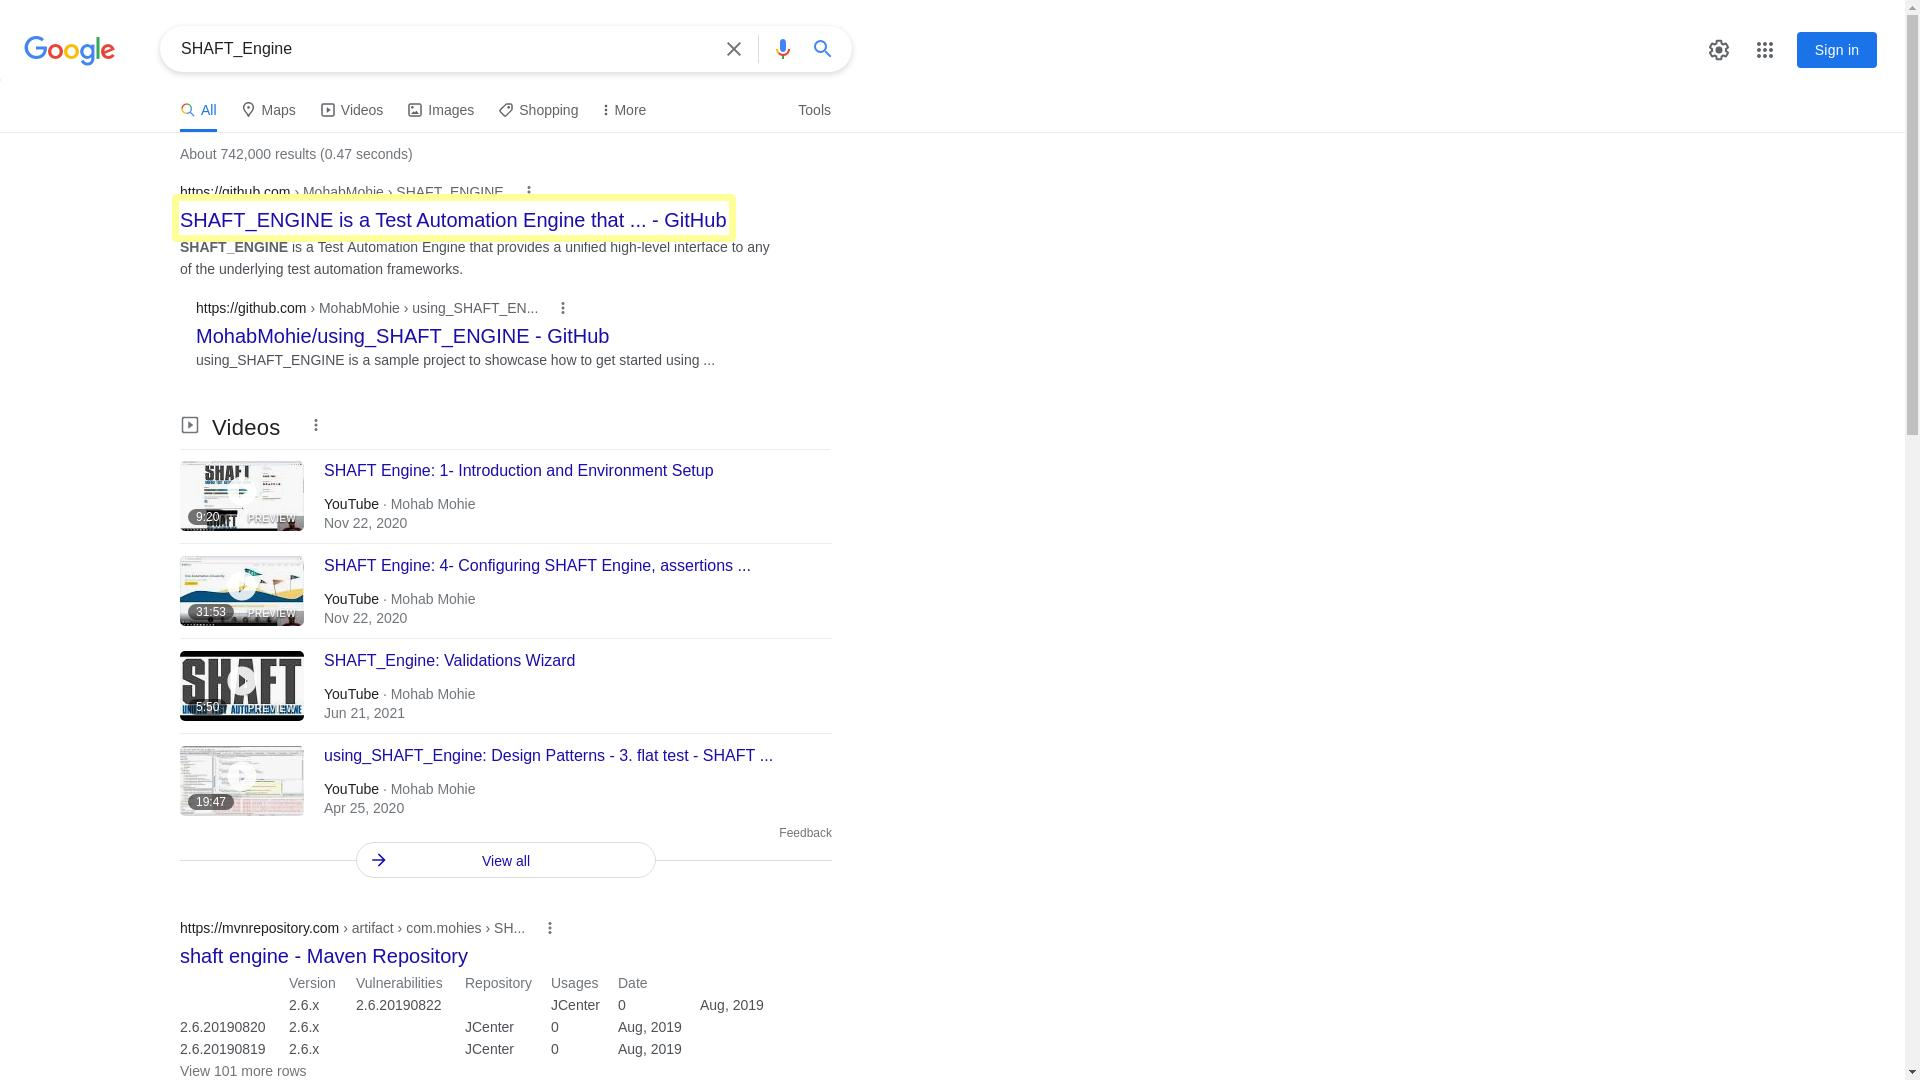 Google
SHAFT_Engine
Sign in
All Maps Videos Images Shopping More Tools
About 742,000 results (0.47 seconds)
https://github.com › MohabMohie › SHAFT_ENGINE
SHAFT_ENGINE is a Test Automation Engine that ... - GitHub
SHAFT_ENGINE is a Test Automation Engine that provides a unified high-level interface to any
of the underlying test automation frameworks.
https://github.com › MohabMohie › using_SHAFT_EN...
MohabMohie/using_SHAFT_ENGINE - GitHub
using_SHAFT_ENGINE is a sample project to showcase how to get started using ...
Videos
SHAFT
9:20 PREVIEW
SHAFT Engine: 1- Introduction and Environment Setup
YouTube · Mohab Mohie
Nov 22, 2020
31:53 PREVIEW
SHAFT Engine: 4- Configuring SHAFT Engine, assertions ...
YouTube · Mohab Mohie
Nov 22, 2020
SHAFT
5:50 PREVIEW
SHAFT_Engine: Validations Wizard
YouTube · Mohab Mohie
Jun 21, 2021
19:47
using_SHAFT_Engine: Design Patterns - 3. flat test - SHAFT ...
YouTube · Mohab Mohie
Apr 25, 2020
Feedback
View all
https://mvnrepository.com › artifact › com.mohies › SH...
shaft engine - Maven Repository
Version Vulnerabilities Repository Usages Date
2.6.x 2.6.20190822 JCenter 0 Aug, 2019
2.6.20190820 2.6.x JCenter 0 Aug, 2019
2.6.20190819 2.6.x JCenter 0 Aug, 2019
View 101 more rows